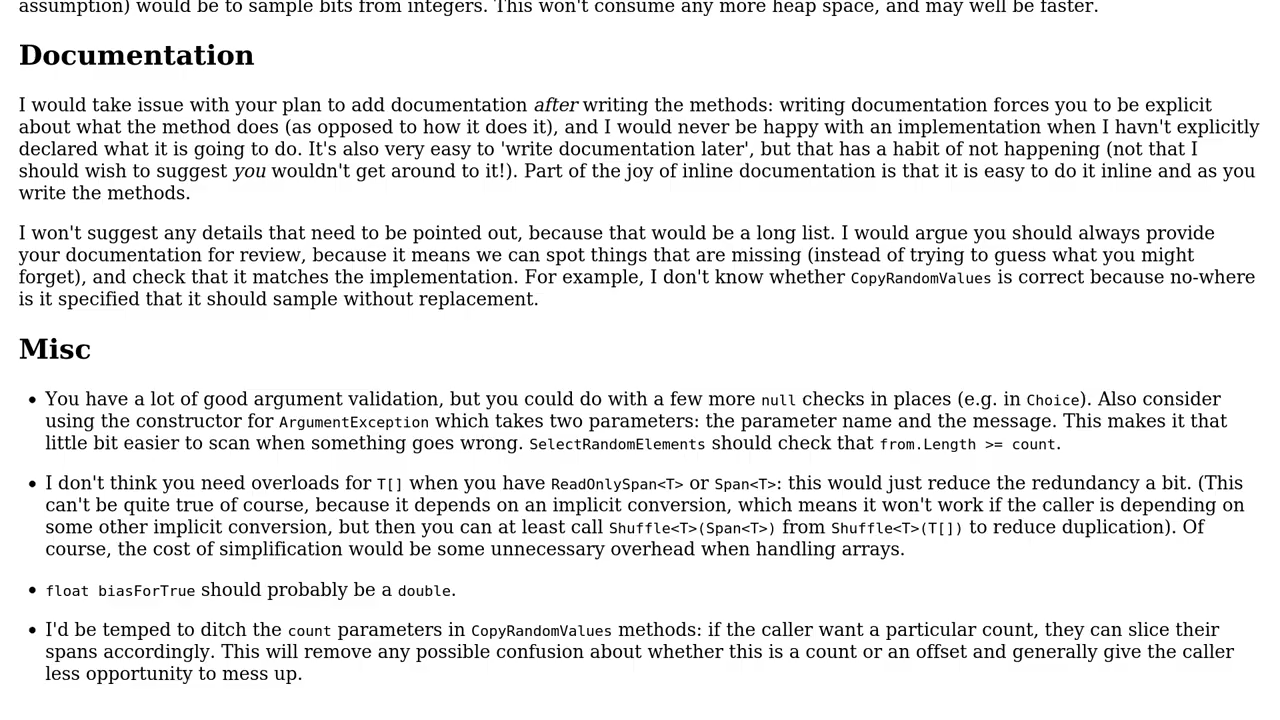 assumption) would be to sample bits from integers. This won't consume any more heap space, and may well be faster.
Documentation
I would take issue with your plan to add documentation after writing the methods: writing documentation forces you to be explicit
about what the method does (as opposed to how it does it), and I would never be happy with an implementation when I havn't explicitly
declared what it is going to do. It's also very easy to 'write documentation later', but that has a habit of not happening (not that I
should wish to suggest you wouldn't get around to it!). Part of the joy of inline documentation is that it is easy to do it inline and as you
write the methods.
I won't suggest any details that need to be pointed out, because that would be a long list. I would argue you should always provide
your documentation for review, because it means we can spot things that are missing (instead of trying to guess what you might
forget), and check that it matches the implementation. For example, I don't know whether CopyRandomValues is correct because no-where
is it specified that it should sample without replacement.
Misc
• You have a lot of good argument validation, but you could do with a few more null checks in places (e.g. in Choice). Also consider
using the constructor for ArgumentException which takes two parameters: the parameter name and the message. This makes it that
little bit easier to scan when something goes wrong. SelectRandomElements should check that from.Length >= count.
• I don't think you need overloads for T[] when you have ReadOnlySpan<T> or Span<T>: this would just reduce the redundancy a bit. (This
can't be quite true of course, because it depends on an implicit conversion, which means it won't work if the caller is depending on
some other implicit conversion, but then you can at least call Shuffle<T>(Span<T>) from Shuffle<T>(T[]) to reduce duplication). Of
course, the cost of simplification would be some unnecessary overhead when handling arrays.
• float biasForTrue should probably be a double.
• I'd be temped to ditch the count parameters in CopyRandomValues methods: if the caller want a particular count, they can slice their
spans accordingly. This will remove any possible confusion about whether this is a count or an offset and generally give the caller
less opportunity to mess up.